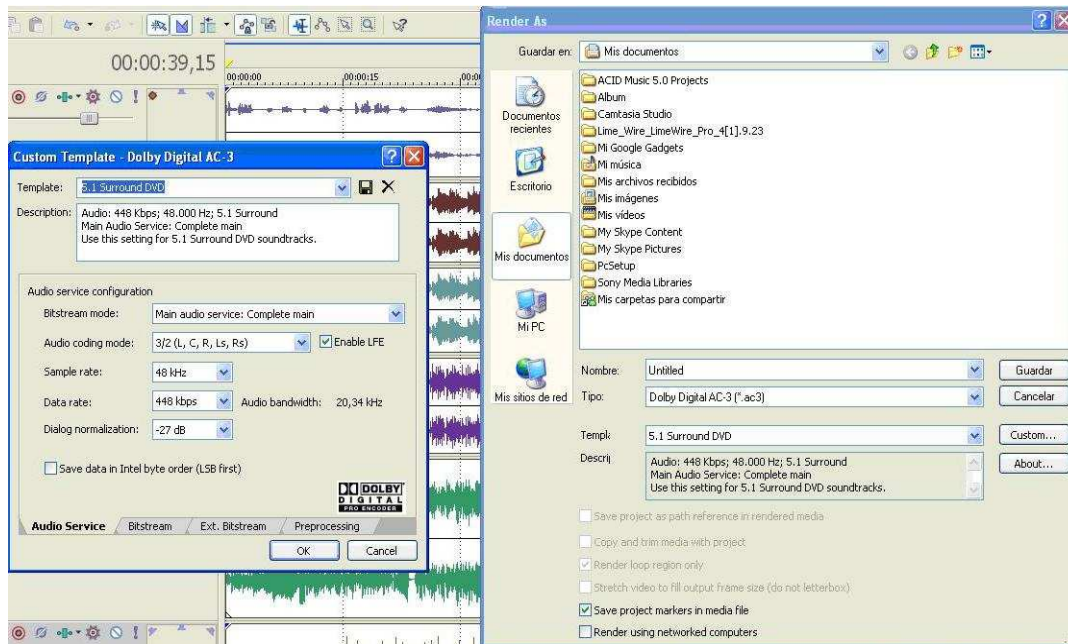 00:00:39,15
00:00:00
00:00:15
Custom Template - Dolby Digital AC-3
Template:
5.1 Surround DVD
Description:
Audio: 448 Kbps; 48.000 Hz; 5.1 Surround
Main Audio Service: Complete main
Use this setting for 5.1 Surround DVD soundtracks.
Audio service configuration
Bitstream mode:
Main audio service: Complete main
Audio coding mode:
3/2 (L, C, R, Ls, Rs)
Enable LFE
Sample rate:
48 kHz
Data rate:
448 kbps
Audio bandwidth:
20,34 kHz
Dialog normalization:
-27 dB
Save data in Intel byte order (LSB first)
DOLBY
DIGITAL
PRO ENCODER
Audio Service
Bitstream
Ext. Bitstream
Preprocessing
OK
Cancel
Render As
Guardar en:
Mis documentos
Documentos
recientes
Escritorio
Mis documentos
Mi PC
Mis sitios de red
ACID Music 5.0 Projects
Album
Camtasia Studio
Lime_Wire_LimeWire_Pro_4[1].9.23
Mi Google Gadgets
Mi música
Mis archivos recibidos
Mis imágenes
Mis vídeos
My Skype Content
My Skype Pictures
PcSetup
Sony Media Libraries
Mis carpetas para compartir
Nombre:
Untitled
Guardar
Tipo:
Dolby Digital AC-3 (*.ac3)
Cancelar
Templ
5.1 Surround DVD
Custom...
Descri
Audio: 448 Kbps; 48.000 Hz; 5.1 Surround
Main Audio Service: Complete main
Use this setting for 5.1 Surround DVD soundtracks.
About...
Save project as path reference in rendered media
Copy and trim media with project
Render loop region only
Stretch video to fill output frame size (do not letterbox)
Save project markers in media file
Render using networked computers